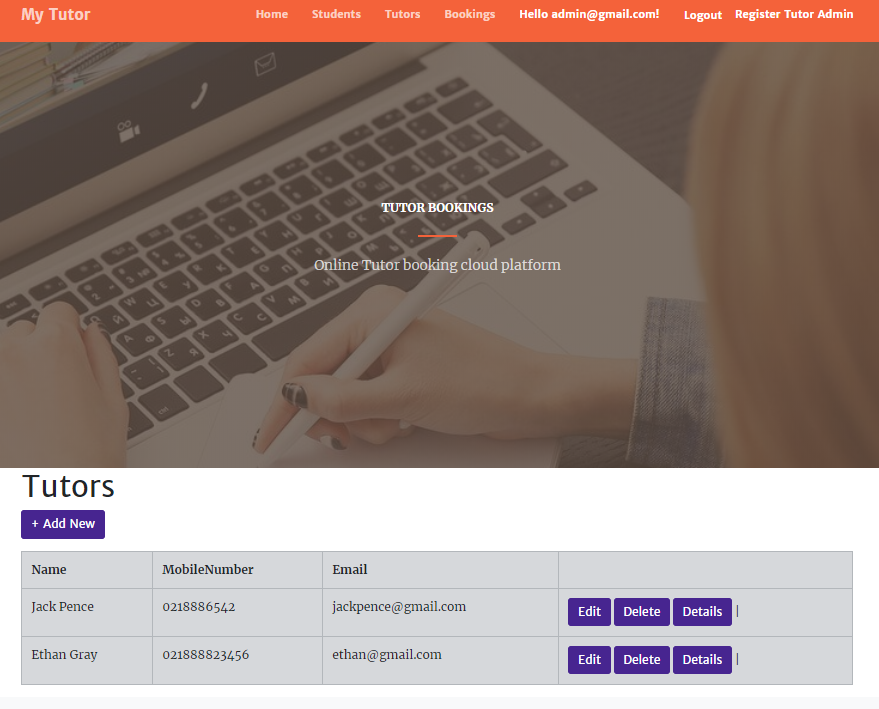 My Tutor Home Students Tutors Bookings Hello admin@gmail.com! Logout Register Tutor Admin
TUTOR BOOKINGS
Online Tutor booking cloud platform
Tutors
+ Add New
Name MobileNumber Email
Jack Pence 0218886542 jackpence@gmail.com Edit Delete Details |
Ethan Gray 021888823456 ethan@gmail.com Edit Delete Details |